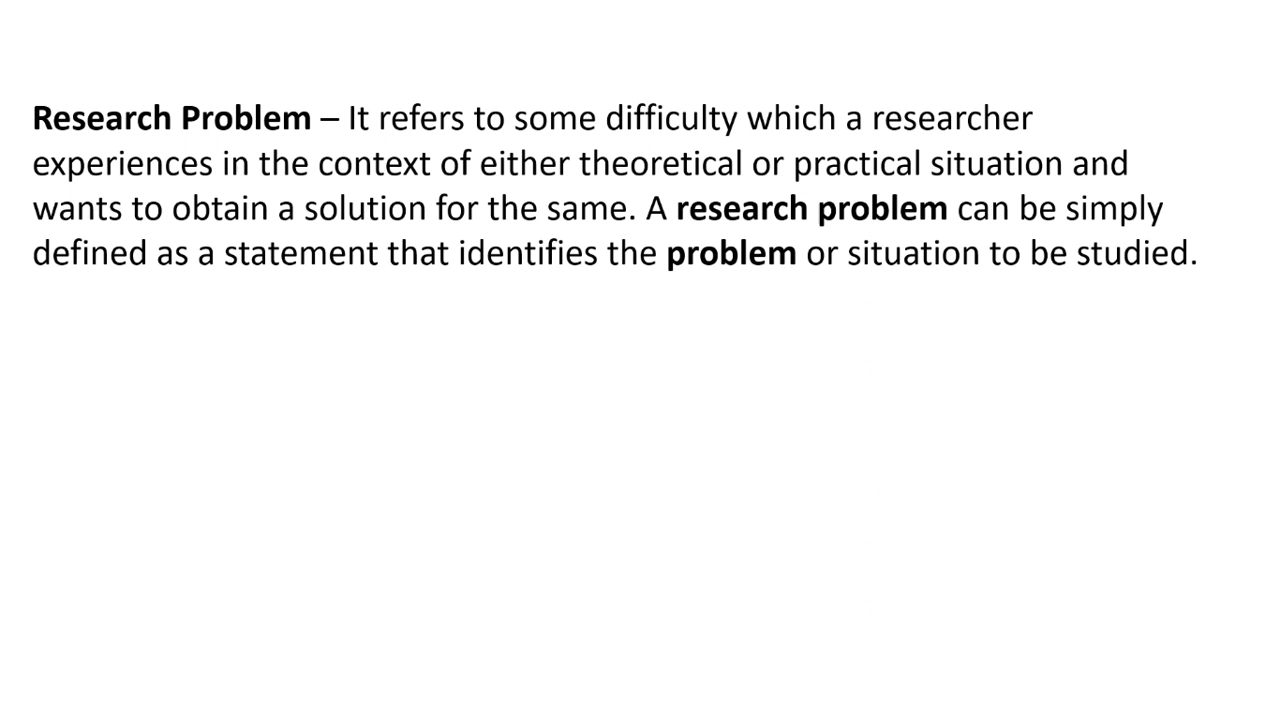 Research Problem – It refers to some difficulty which a researcher
experiences in the context of either theoretical or practical situation and
wants to obtain a solution for the same. A research problem can be simply
defined as a statement that identifies the problem or situation to be studied.